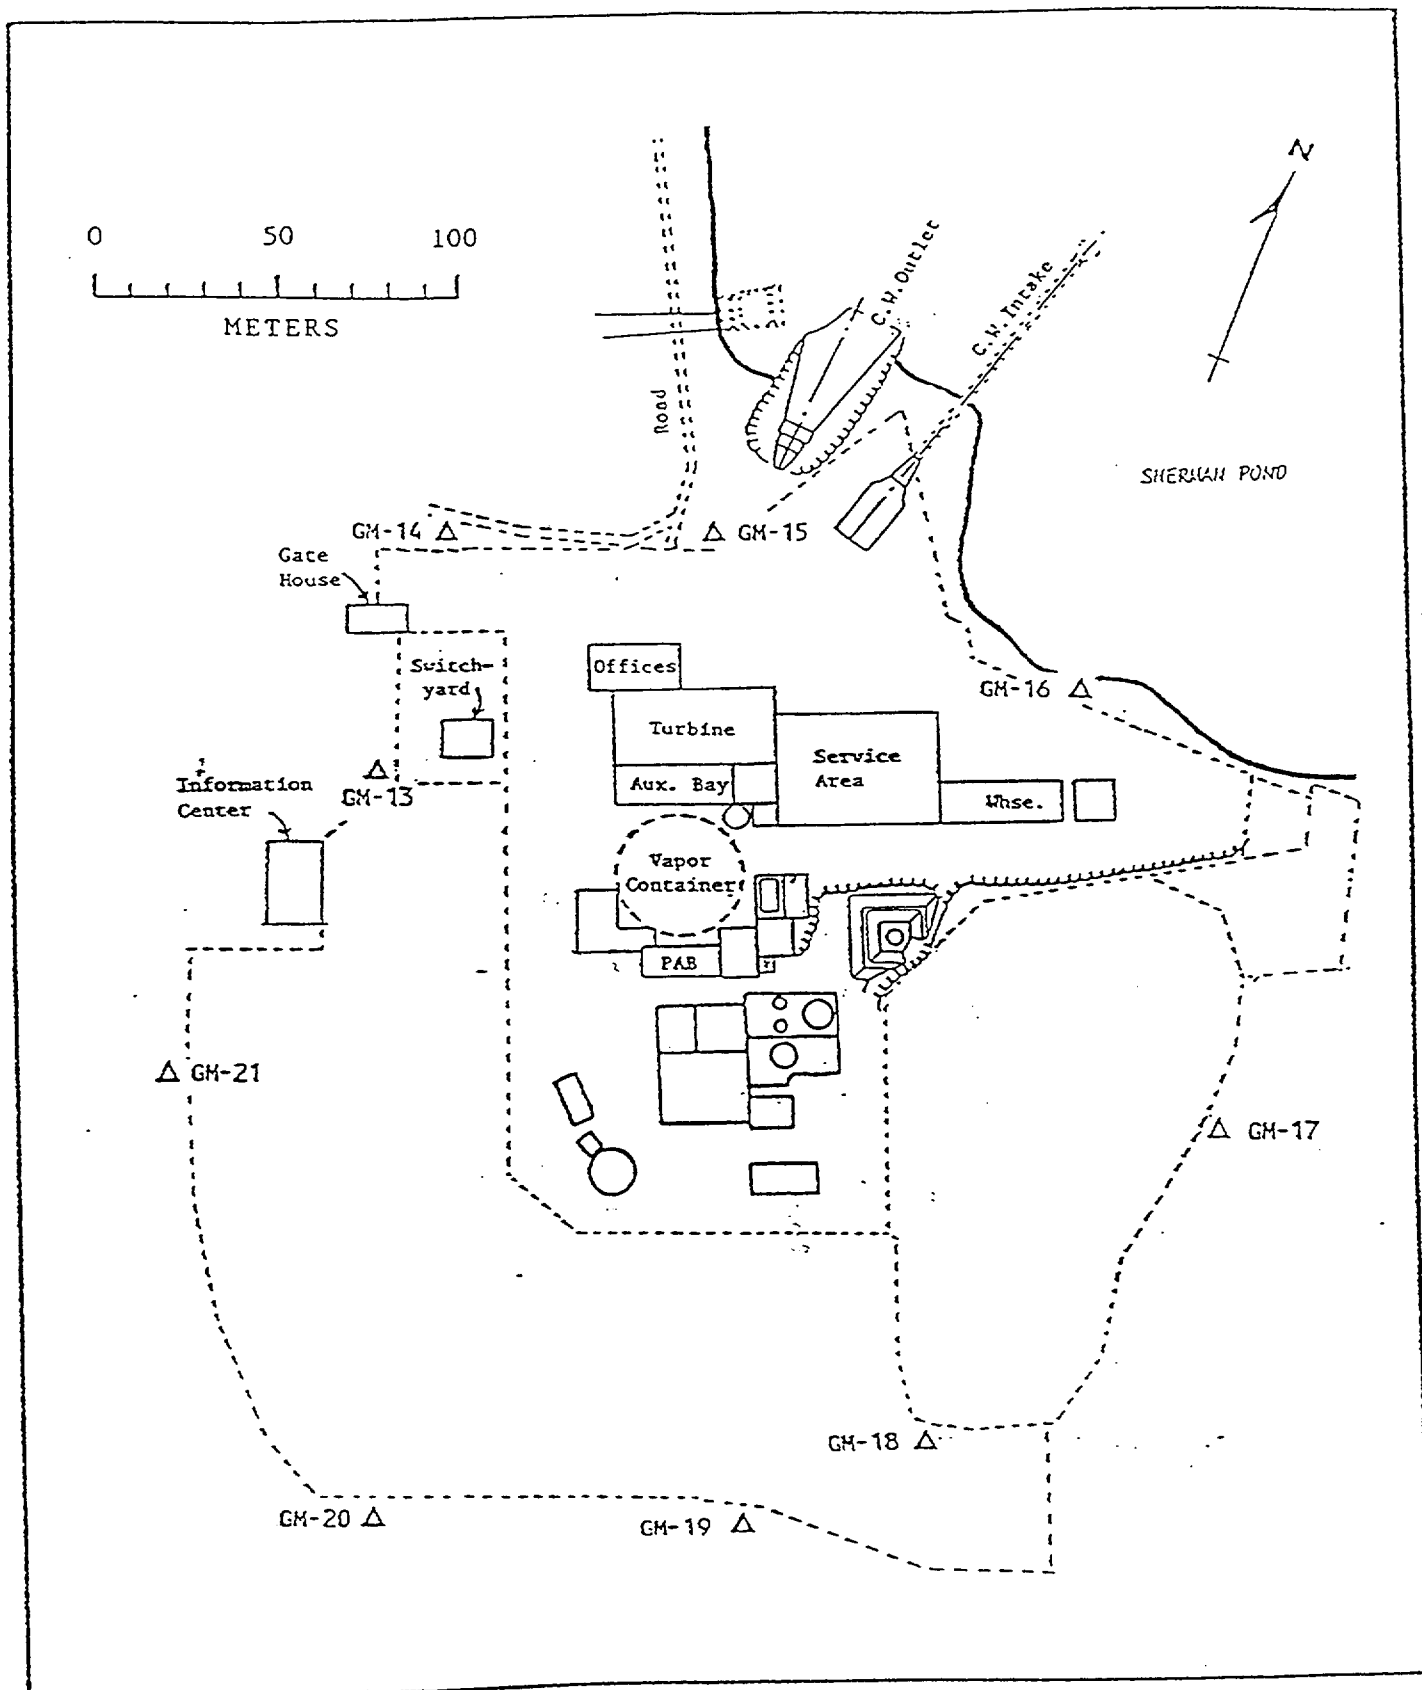 N
0 50 100
METERS
C.W. Outlet
C.W. Intake
Road
SHERMAN POND
GM-14
GM-15
Gate
House
Switch-
yard
Offices
GM-16
Turbine
Service
Area
Information
Center
GM-13
Aux. Bay
Whse.
Vapor
Container
PAB
GM-21
GM-17
GM-18
GM-20
GM-19